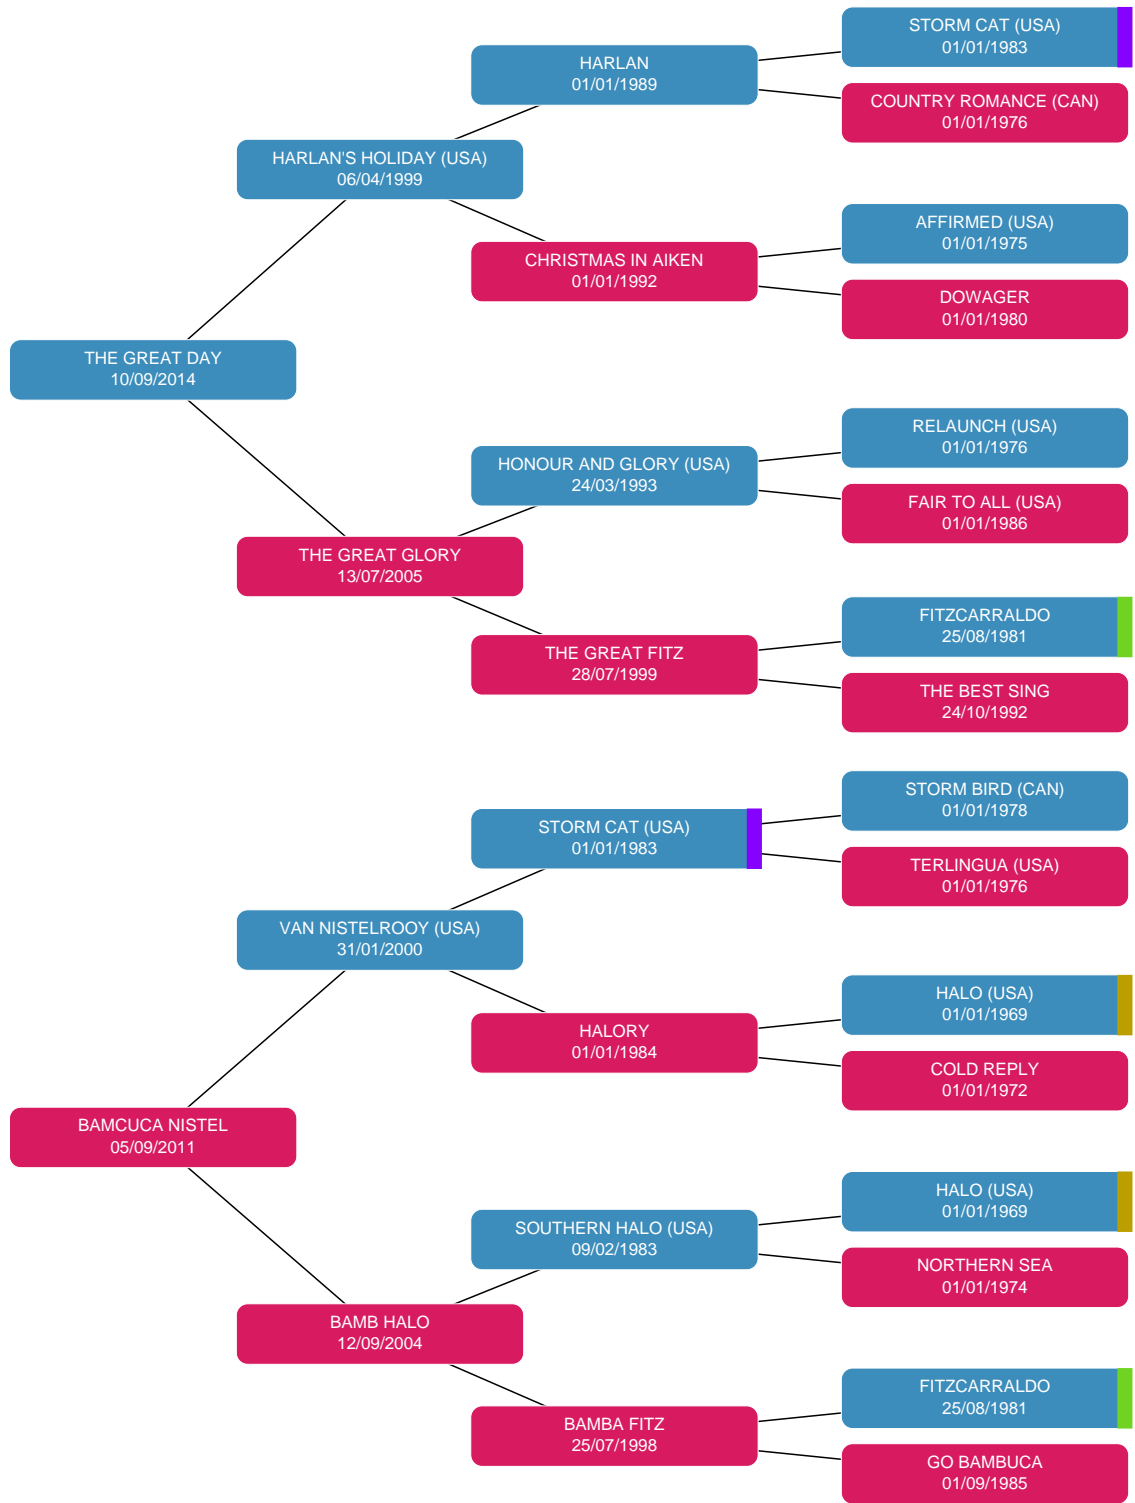 STORM CAT (USA)
01/01/1983
HARLAN
01/01/1989
COUNTRY ROMANCE (CAN)
01/01/1976
HARLAN'S HOLIDAY (USA)
06/04/1999
AFFIRMED (USA)
01/01/1975
CHRISTMAS IN AIKEN
01/01/1992
DOWAGER
01/01/1980
THE GREAT DAY
10/09/2014
RELAUNCH (USA)
01/01/1976
HONOUR AND GLORY (USA)
24/03/1993
FAIR TO ALL (USA)
01/01/1986
THE GREAT GLORY
13/07/2005
FITZCARRALDO
25/08/1981
THE GREAT FITZ
28/07/1999
THE BEST SING
24/10/1992
STORM BIRD (CAN)
01/01/1978
STORM CAT (USA)
01/01/1983
TERLINGUA (USA)
01/01/1976
VAN NISTELROOY (USA)
31/01/2000
HALO (USA)
01/01/1969
HALORY
01/01/1984
COLD REPLY
01/01/1972
BAMCUCA NISTEL
05/09/2011
HALO (USA)
01/01/1969
SOUTHERN HALO (USA)
09/02/1983
NORTHERN SEA
01/01/1974
BAMB HALO
12/09/2004
FITZCARRALDO
25/08/1981
BAMBA FITZ
25/07/1998
GO BAMBUCA
01/09/1985